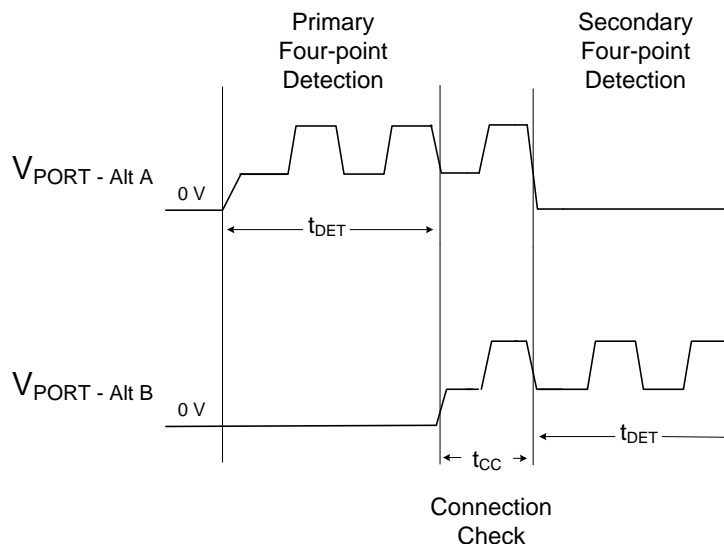 Primary
Four-point
Detection
Secondary
Four-point
Detection
VPORT - Alt A
0 V
tDET
VPORT - Alt B
0 V
tDET
tCC
Connection
Check